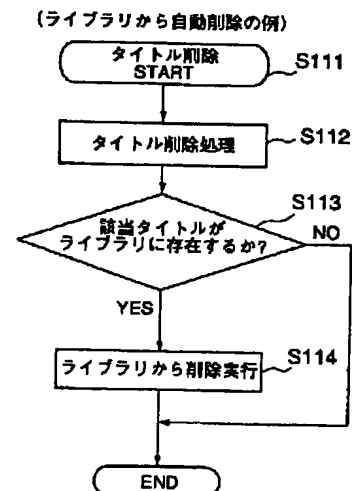 (ライブラリから自動削除の例)
タイトル削除
START
S111
タイトル削除処理
S112
該当タイトルが
ライブラリに存在するか?
S113
NO
YES
ライブラリから削除実行
S114
END